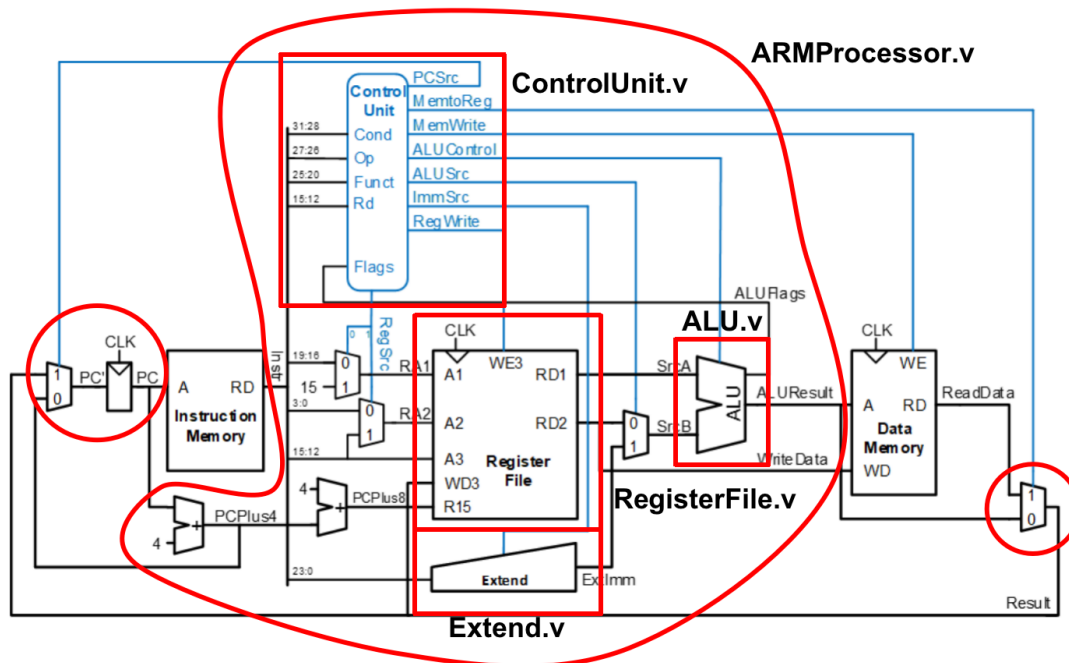 ARMProcessor.v
ControlUnit.v
PCSrc
MemtoReg
MemWrite
ALUControl
ALUSrc
ImmSrc
RegWrite
Control
Unit
31:28
Cond
27:26
Op
25:20
Funct
15:12
Rd
Flags
ALUFlags
RegSrc
0 1
CLK
1
0
PC'
PC
A
RD
Instruction
Memory
Instr
19:16
15
0
1
RA1
3:0
0
1
RA2
15:12
CLK
WE3
A1
RD1
A2
RD2
A3
WD3
R15
Register
File
RegisterFile.v
SrcA
0
1
SrcB
ALU.v
ALU
ALUResult
WriteData
CLK
WE
A
RD
Data
Memory
WD
ReadData
1
0
4
+
PCPlus4
4
+
PCPlus8
23:0
Extend
ExtImm
Extend.v
Result